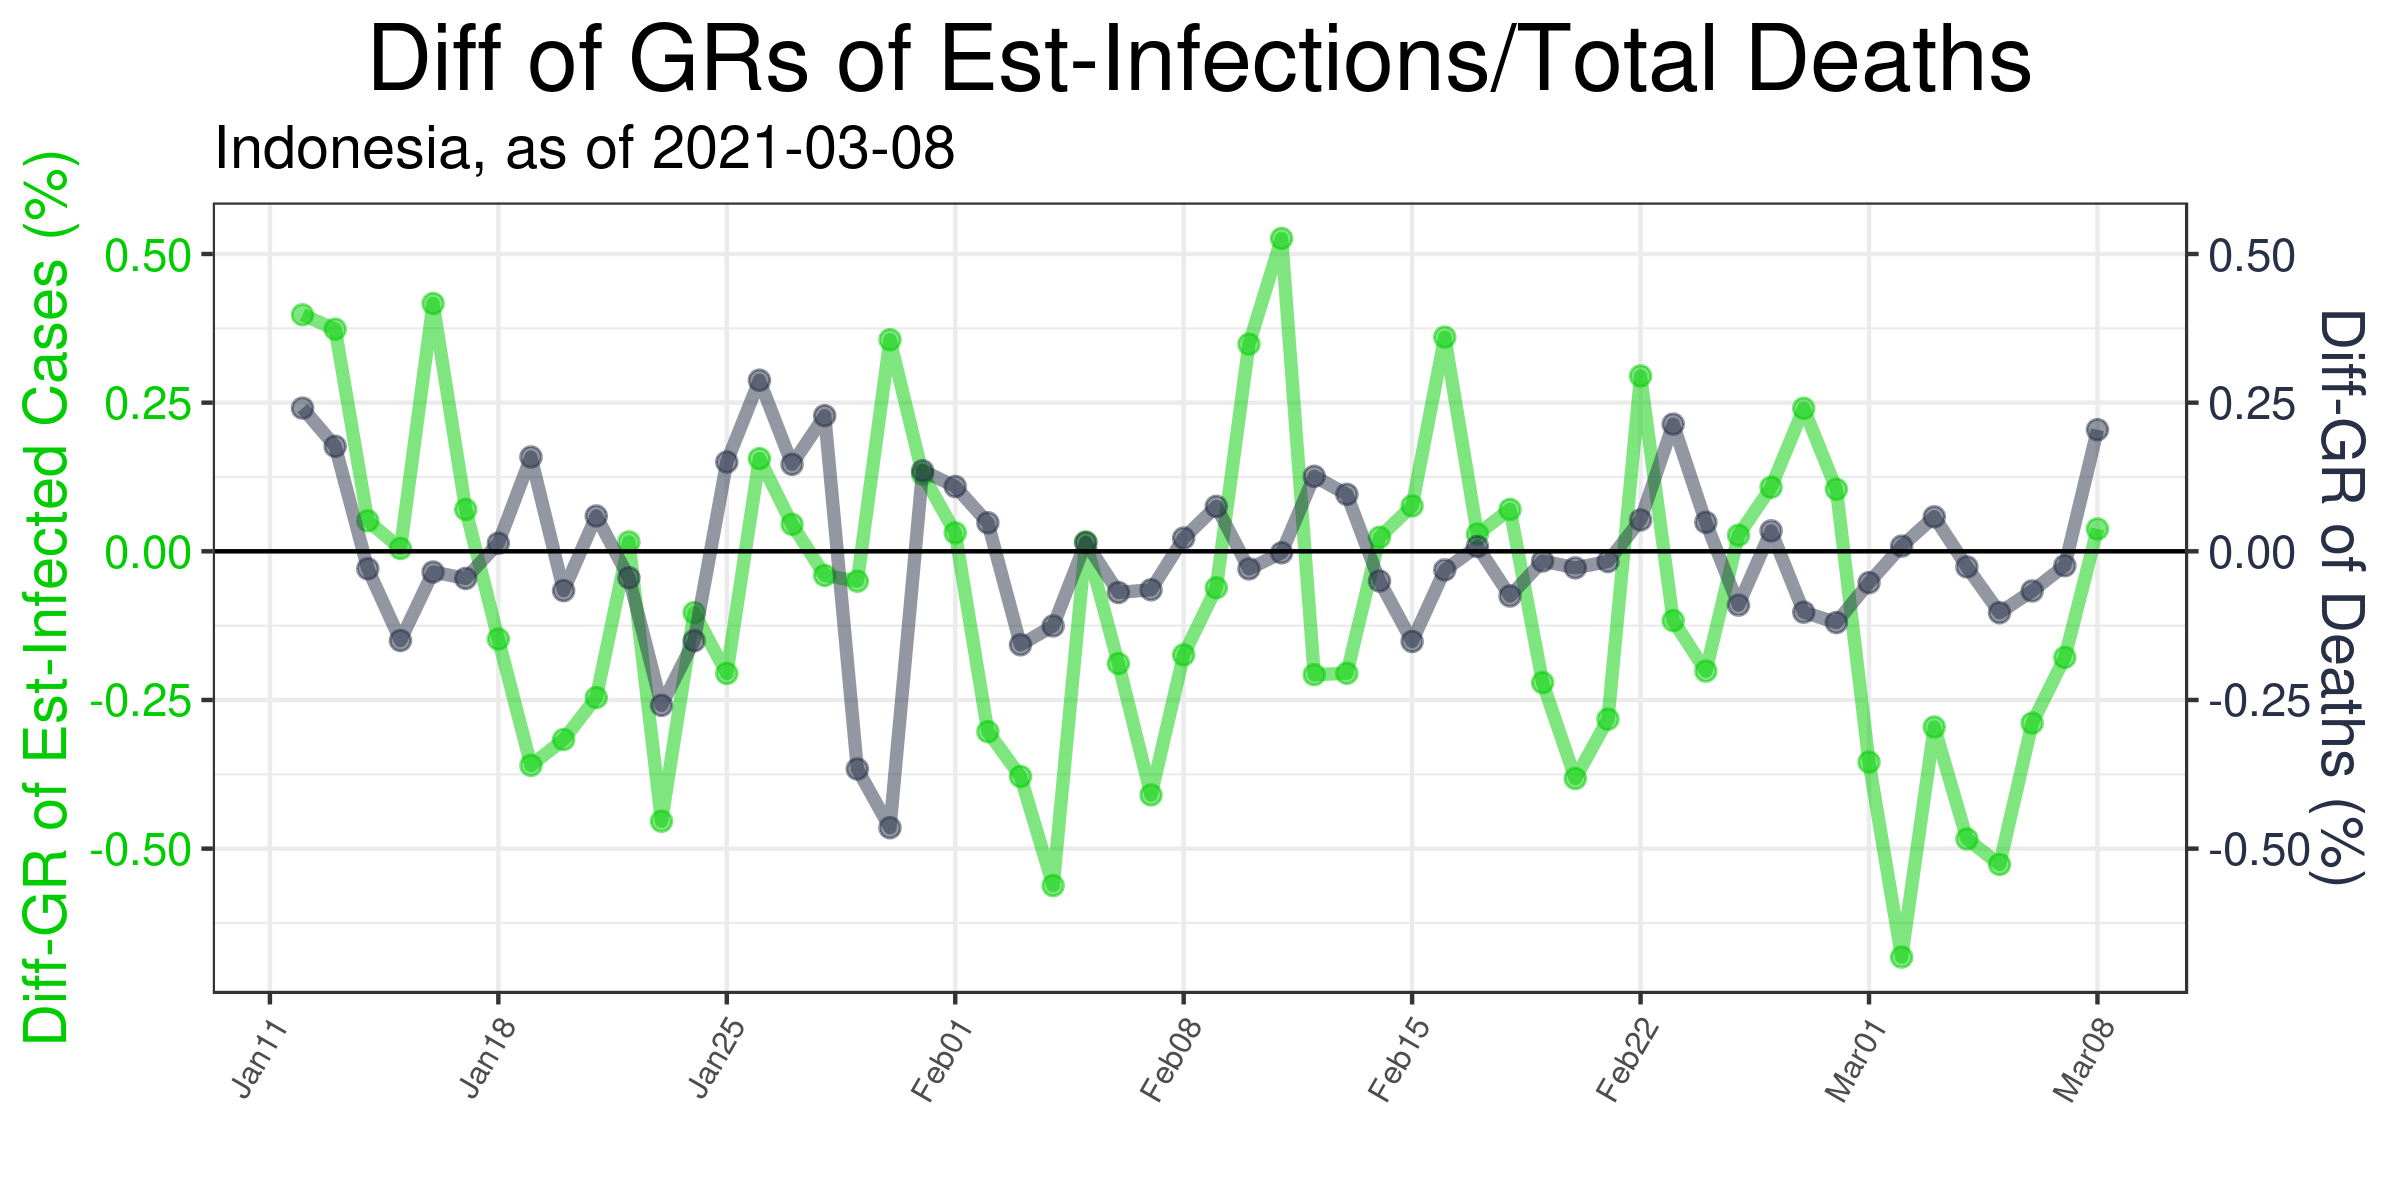 Diff of GRs of Est-Infections/Total Deaths
Indonesia, as of 2021-03-08
Diff-GR of Est-Infected Cases (%)
0.50
0.25
0.00
-0.25
-0.50
0.50
0.25
0.00
-0.25
-0.50
Diff-GR of Deaths (%)
Jan11
Jan18
Jan25
Feb01
Feb08
Feb15
Feb22
Mar01
Mar08